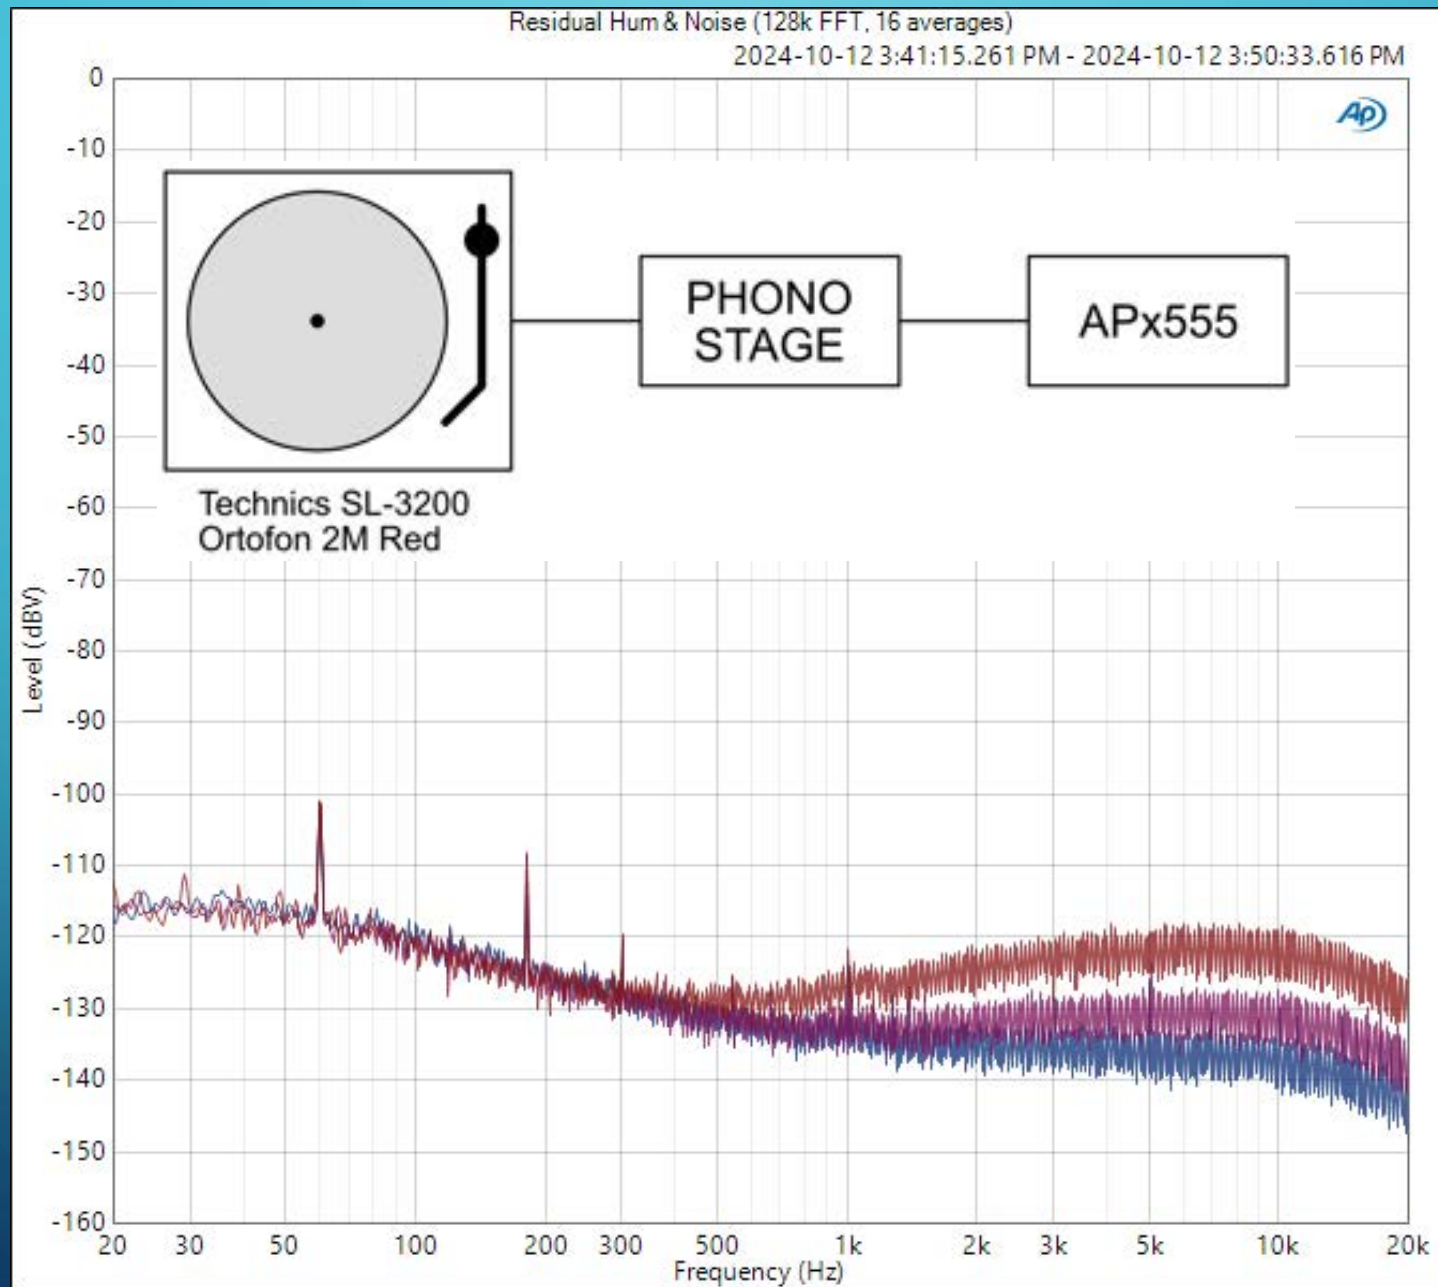 Residual Hum & Noise (128k FFT, 16 averages)
2024-10-12 3:41:15.261 PM - 2024-10-12 3:50:33.616 PM
0
-10
-20
-30
-40
-50
-60
-70
-80
-90
-100
-110
-120
-130
-140
-150
-160
Level (dBV)
AP
PHONO
STAGE
APx555
Technics SL-3200
Ortofon 2M Red
20 30 50 100 200 300 500 1k 2k 3k 5k 10k 20k
Frequency (Hz)